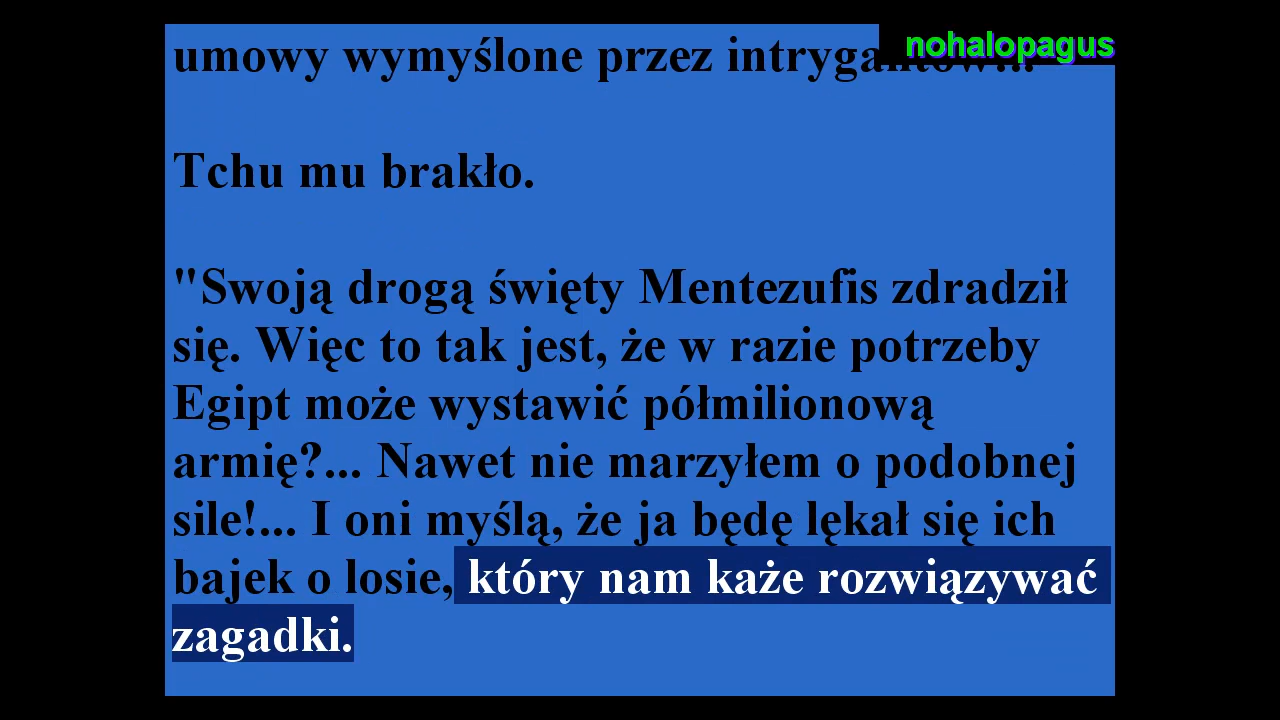 umowy wymyślone przez intrygantów...
nohalopagus
Tchu mu brakło.
"Swoją drogą święty Mentezufis zdradził
się. Więc to tak jest, że w razie potrzeby
Egipt może wystawić półmilionową
armię?... Nawet nie marzyłem o podobnej
sile!... I oni myślą, że ja będę lękał się ich
bajek o losie, który nam każe rozwiązywać
zagadki.